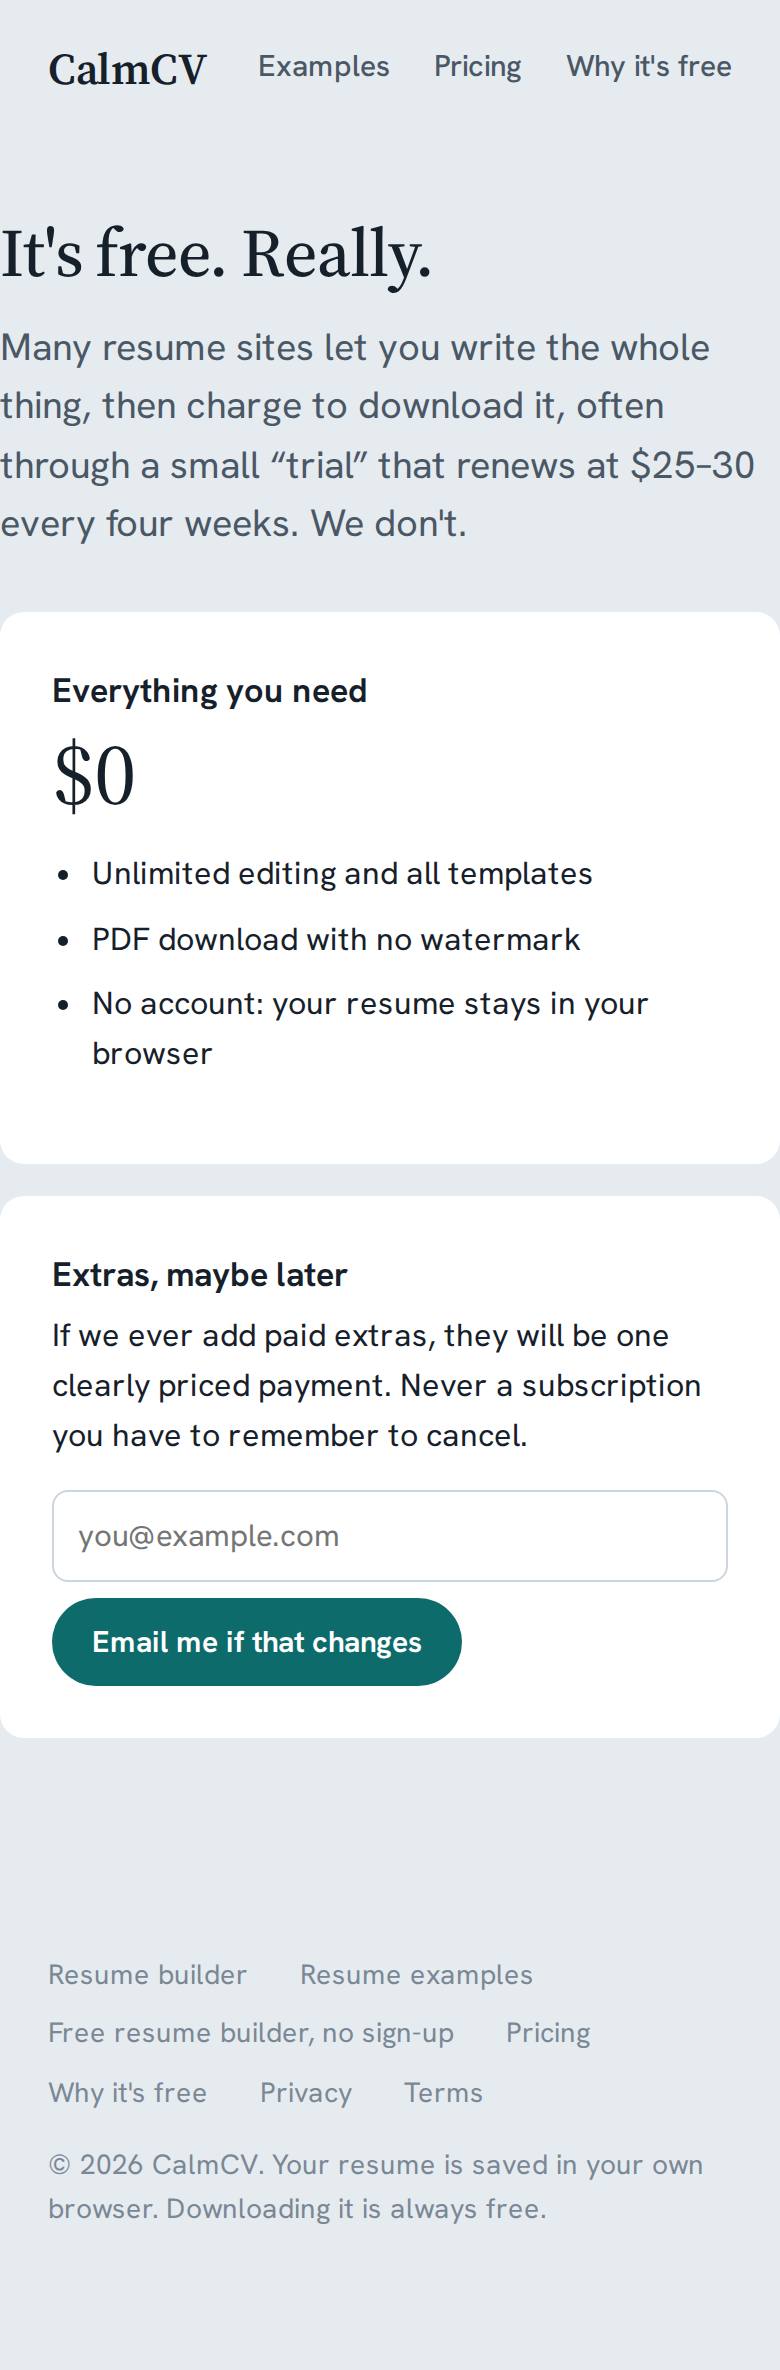 CalmCV Examples Pricing Why it's free
It's free. Really.
Many resume sites let you write the whole
thing, then charge to download it, often
through a small “trial” that renews at $25–30
every four weeks. We don't.
Everything you need
$0
• Unlimited editing and all templates
• PDF download with no watermark
• No account: your resume stays in your
browser
Extras, maybe later
If we ever add paid extras, they will be one
clearly priced payment. Never a subscription
you have to remember to cancel.
you@example.com
Email me if that changes
Resume builder Resume examples
Free resume builder, no sign-up Pricing
Why it's free Privacy Terms
© 2026 CalmCV. Your resume is saved in your own
browser. Downloading it is always free.